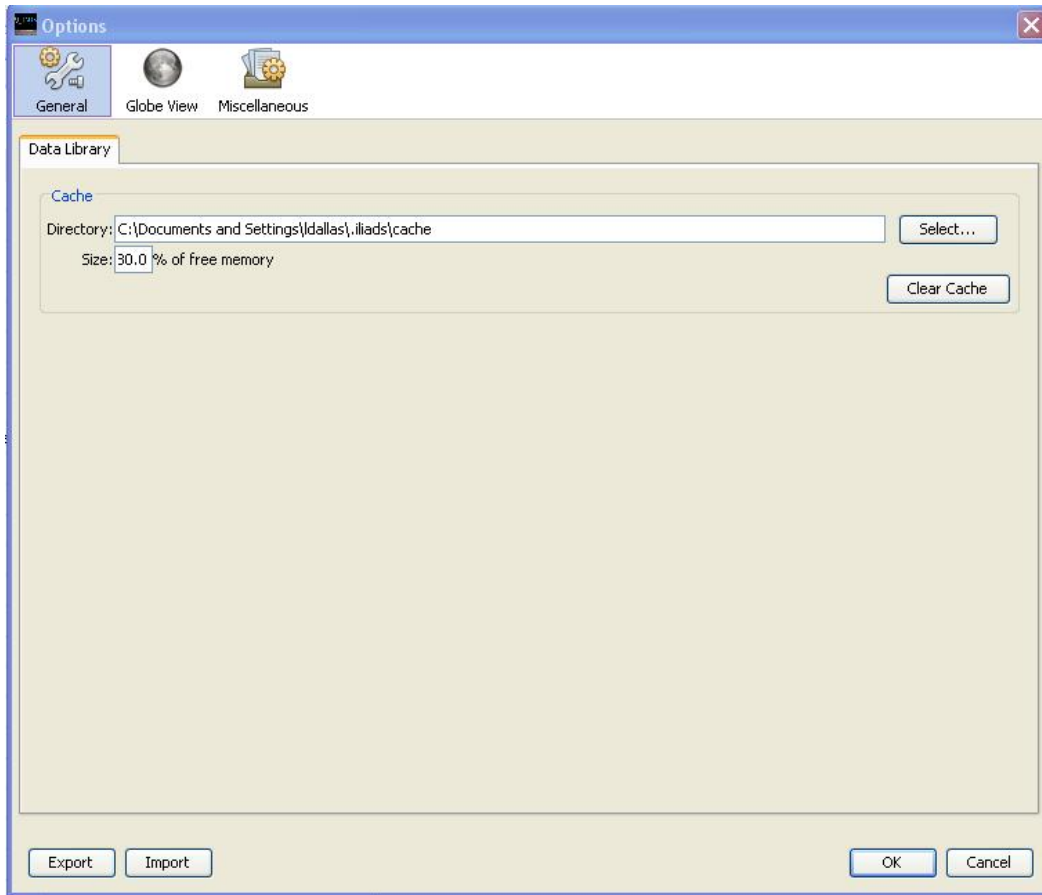 Options
General Globe View Miscellaneous
Data Library
Cache
Directory: C:\Documents and Settings\ldallas\.iliads\cache Select...
Size: 30.0 % of free memory
Clear Cache
Export Import OK Cancel